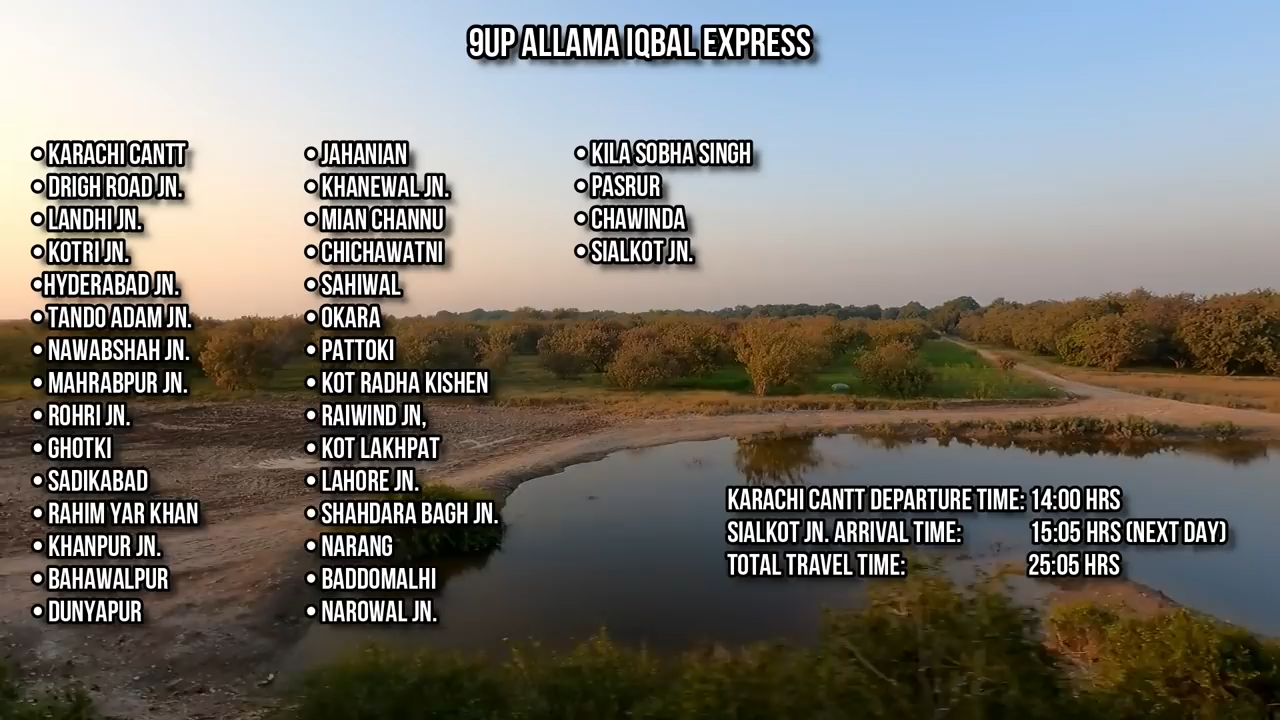 9UP ALLAMA IQBAL EXPRESS
• KARACHI CANTT
• DRIGH ROAD JN.
• LANDHI JN.
• KOTRI JN.
•HYDERABAD JN.
• TANDO ADAM JN.
• NAWABSHAH JN.
• MAHRABPUR JN.
• ROHRI JN.
• GHOTKI
• SADIKABAD
• RAHIM YAR KHAN
• KHANPUR JN.
• BAHAWALPUR
• DUNYAPUR
• JAHANIAN
• KHANEWAL JN.
• MIAN CHANNU
• CHICHAWATNI
• SAHIWAL
• OKARA
• PATTOKI
• KOT RADHA KISHEN
• RAIWIND JN,
• KOT LAKHPAT
• LAHORE JN.
• SHAHDARA BAGH JN.
• NARANG
• BADDOMALHI
• NAROWAL JN.
• KILA SOBHA SINGH
• PASRUR
• CHAWINDA
• SIALKOT JN.
KARACHI CANTT DEPARTURE TIME: 14:00 HRS
SIALKOT JN. ARRIVAL TIME: 15:05 HRS (NEXT DAY)
TOTAL TRAVEL TIME: 25:05 HRS